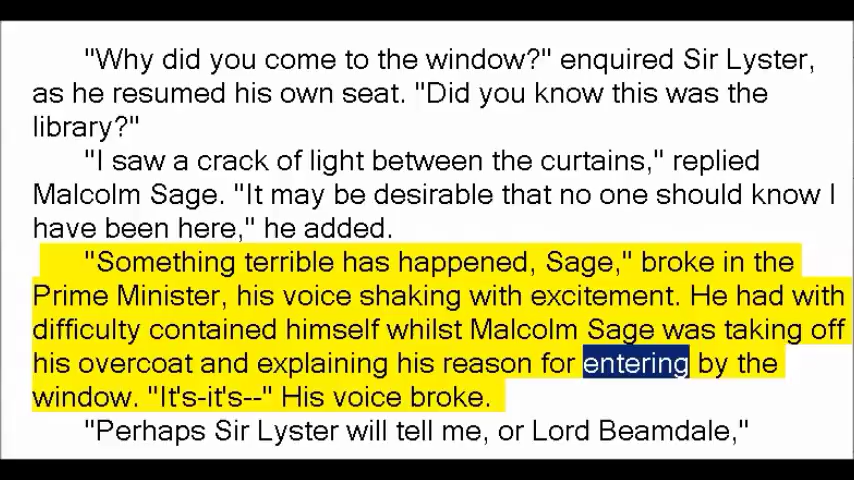 "Why did you come to the window?" enquired Sir Lyster,
as he resumed his own seat. "Did you know this was the
library?"
"I saw a crack of light between the curtains," replied
Malcolm Sage. "It may be desirable that no one should know I
have been here," he added.
"Something terrible has happened, Sage," broke in the
Prime Minister, his voice shaking with excitement. He had with
difficulty contained himself whilst Malcolm Sage was taking off
his overcoat and explaining his reason for entering by the
window. "It's-it's--" His voice broke.
"Perhaps Sir Lyster will tell me, or Lord Beamdale,"